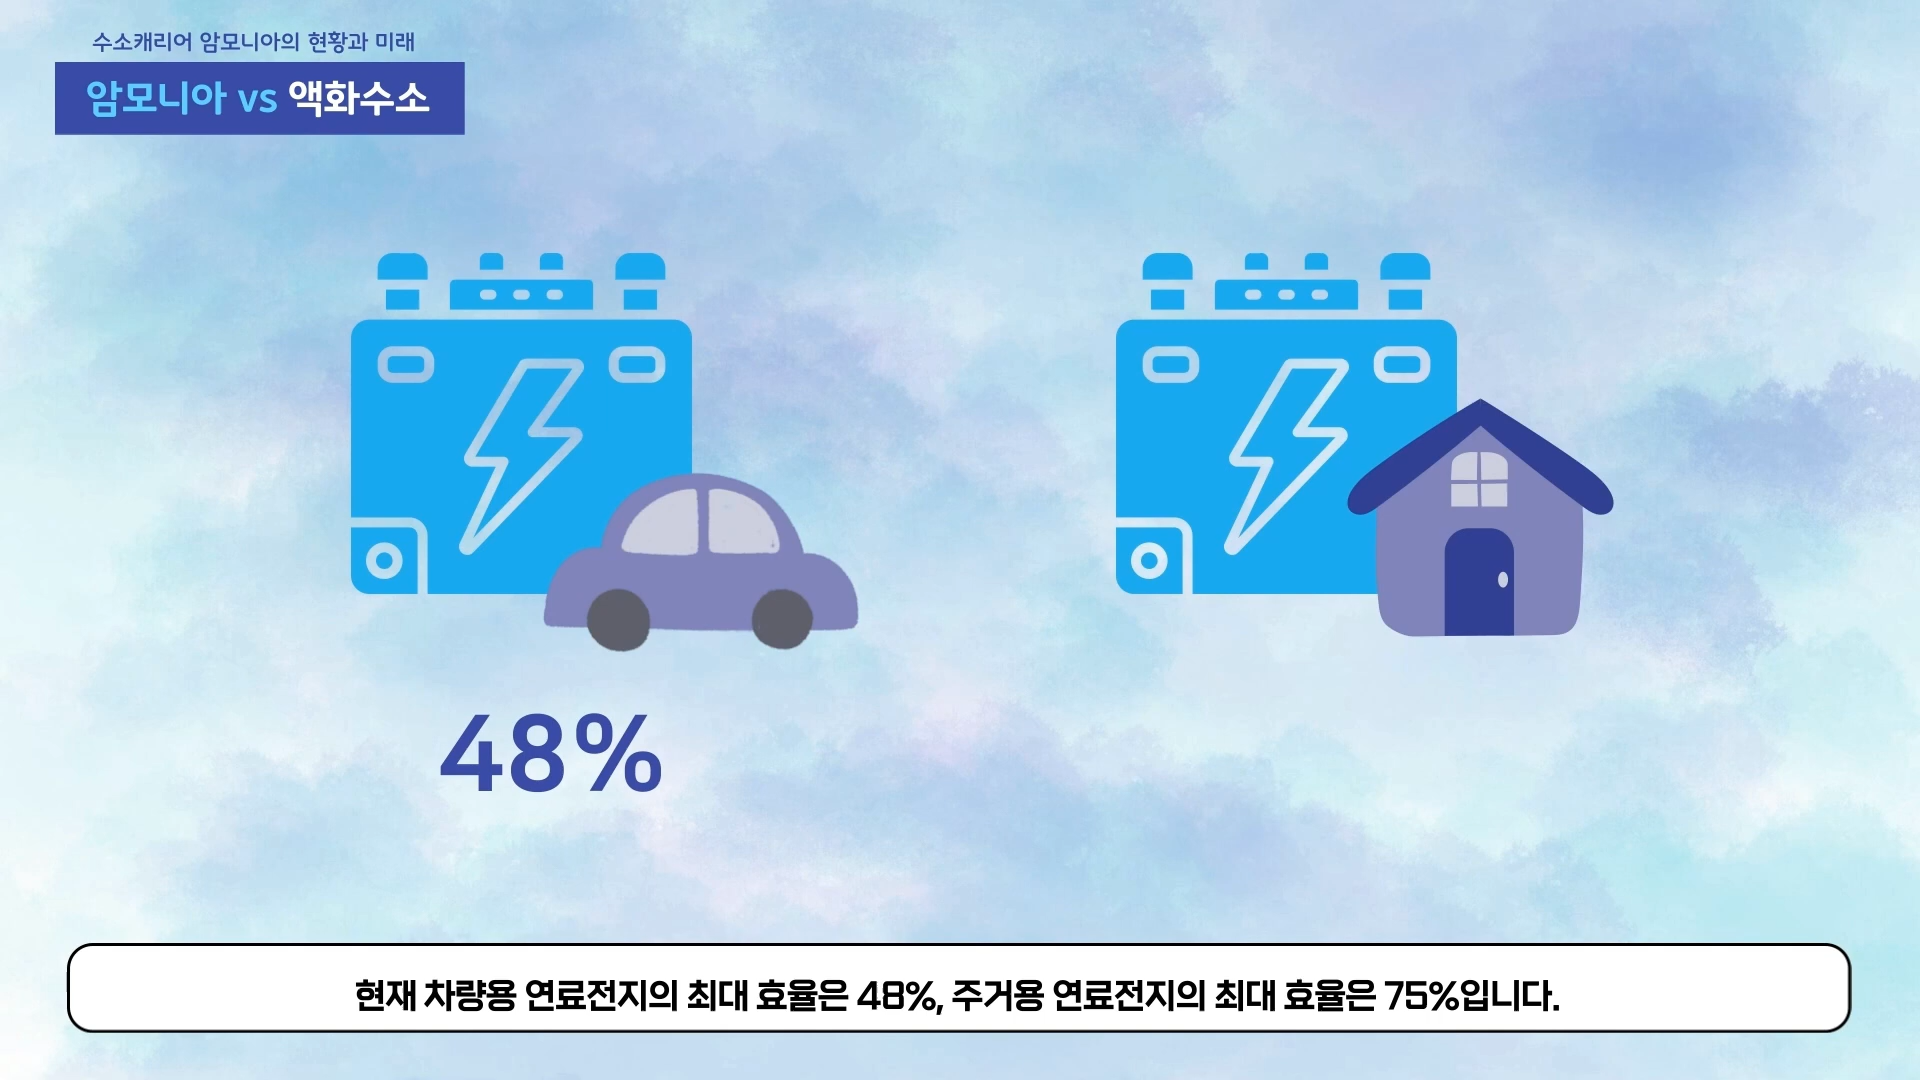 수소캐리어 암모니아의 현황과 미래
암모니아 vs 액화수소
48%
현재 차량용 연료전지의 최대 효율은 48%, 주거용 연료전지의 최대 효율은 75%입니다.